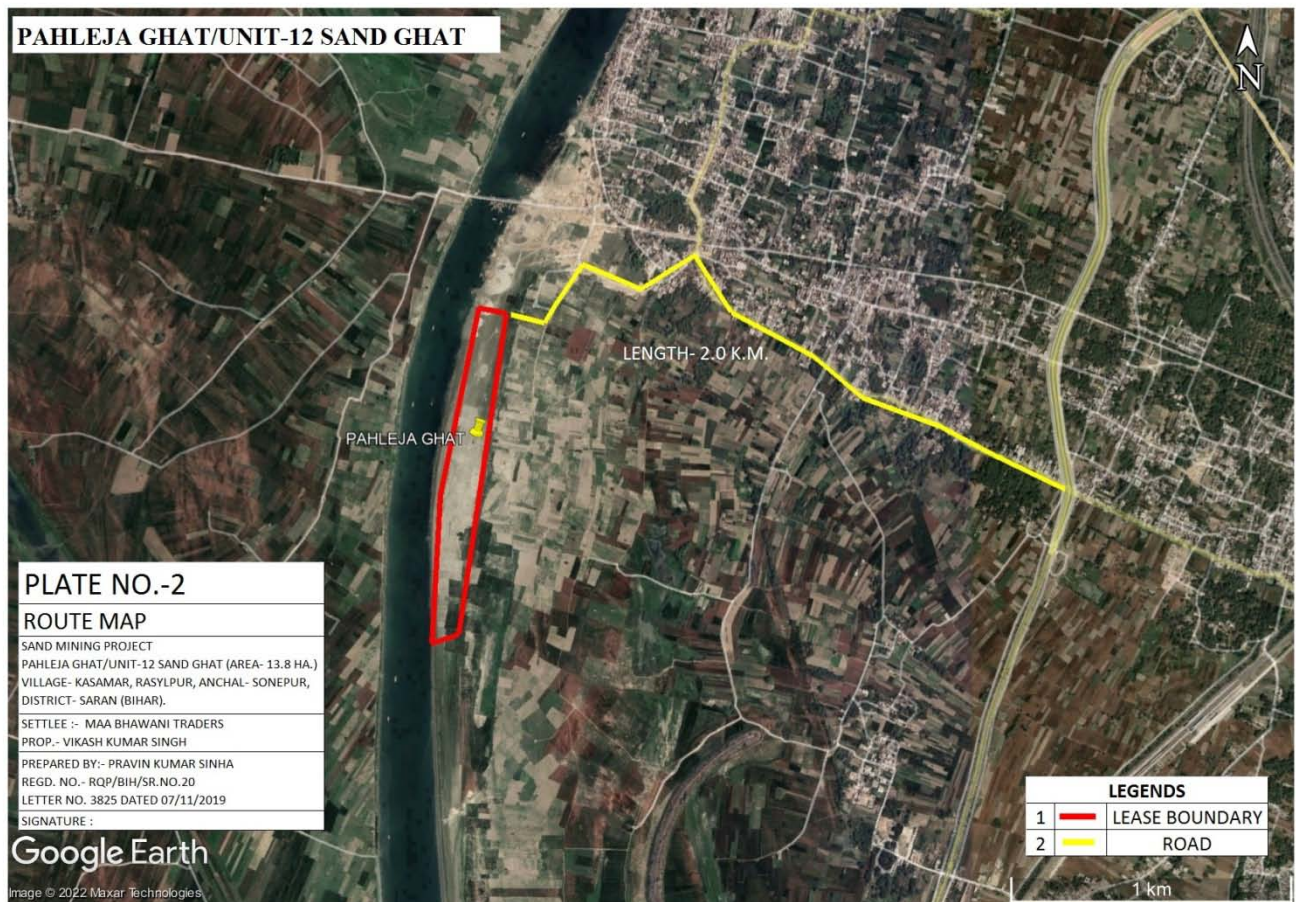 PAHLEJA GHAT/UNIT-12 SAND GHAT
N
LENGTH- 2.0 K.M.
PAHLEJA GHAT
PLATE NO.-2
ROUTE MAP
SAND MINING PROJECT
PAHLEJA GHAT/UNIT-12 SAND GHAT (AREA- 13.8 HA.)
VILLAGE- KASAMAR, RASYLPUR, ANCHAL- SONEPUR,
DISTRICT- SARAN (BIHAR).
SETTLEE :- MAA BHAWANI TRADERS
PROP.- VIKASH KUMAR SINGH
PREPARED BY:- PRAVIN KUMAR SINHA
REGD. NO.- RQP/BIH/SR.NO.20
LETTER NO. 3825 DATED 07/11/2019
SIGNATURE :
LEGENDS
1 LEASE BOUNDARY
2 ROAD
1 km
Google Earth
Image © 2022 Maxar Technologies